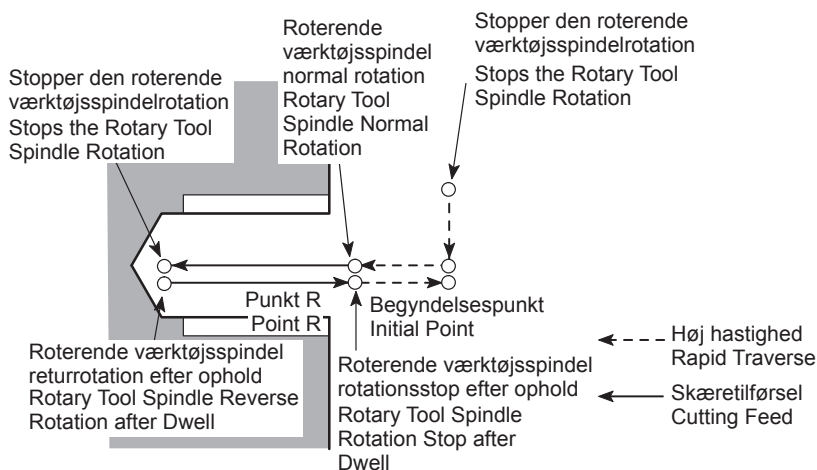 Stopper den roterende
værktøjsspindelrotation
Stops the Rotary Tool
Spindle Rotation
Roterende
værktøjsspindel
normal rotation
Rotary Tool
Spindle Normal
Rotation
Stopper den roterende
værktøjsspindelrotation
Stops the Rotary Tool
Spindle Rotation
Punkt R
Point R
Begyndelsespunkt
Initial Point
Roterende værktøjsspindel
returrotation efter ophold
Rotary Tool Spindle Reverse
Rotation after Dwell
Roterende værktøjsspindel
rotationsstop efter ophold
Rotary Tool Spindle
Rotation Stop after
Dwell
Høj hastighed
Rapid Traverse
Skæretilførsel
Cutting Feed